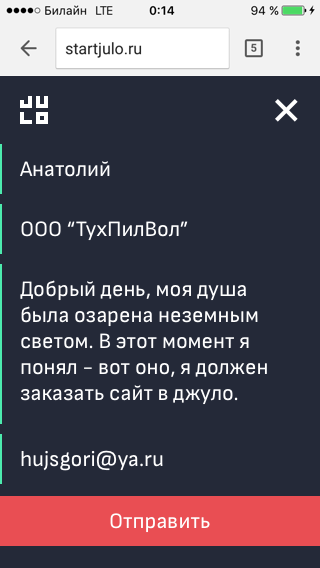 Билайн LTE 0:14 94 %
startjulo.ru 5
JU
LO
Анатолий
ООО “ТухПилВол”
Добрый день, моя душа
была озарена неземным
светом. В этот момент я
понял - вот оно, я должен
заказать сайт в джуло.
hujsgori@ya.ru
Отправить